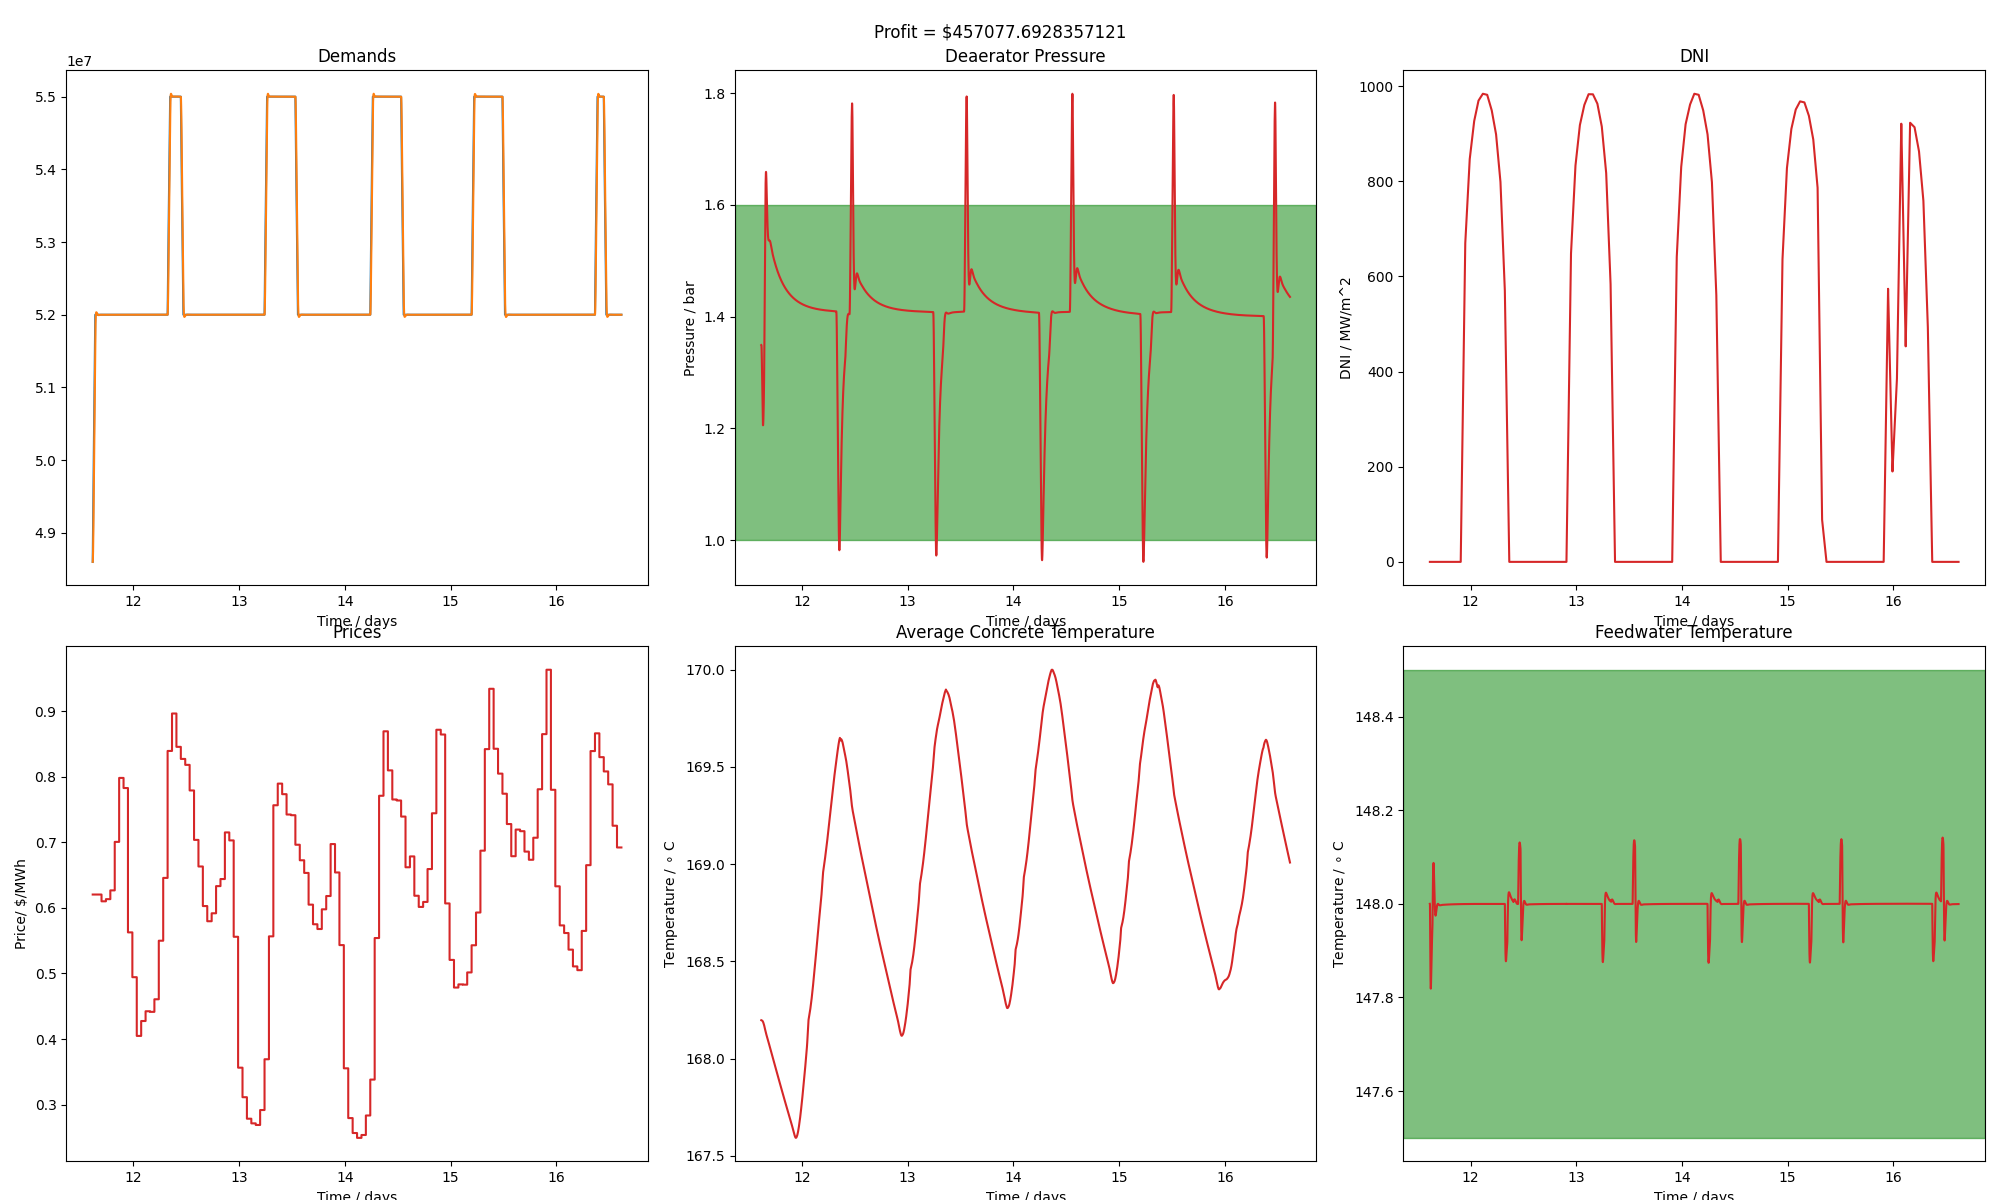 Profit = $457077.6928357121
Demands
1e7
5.5
5.4
5.3
5.2
5.1
5.0
4.9
12 13 14 15 16
Time / days
Deaerator Pressure
Pressure / bar
1.8
1.6
1.4
1.2
1.0
12 13 14 15 16
Time / days
DNI
DNI / MW/m^2
1000
800
600
400
200
0
12 13 14 15 16
Time / days
Prices
Price/ $/MWh
0.9
0.8
0.7
0.6
0.5
0.4
0.3
12 13 14 15 16
Time / days
Average Concrete Temperature
Temperature / ∘ C
170.0
169.5
169.0
168.5
168.0
167.5
12 13 14 15 16
Time / days
Feedwater Temperature
Temperature / ∘ C
148.4
148.2
148.0
147.8
147.6
12 13 14 15 16
Time / days